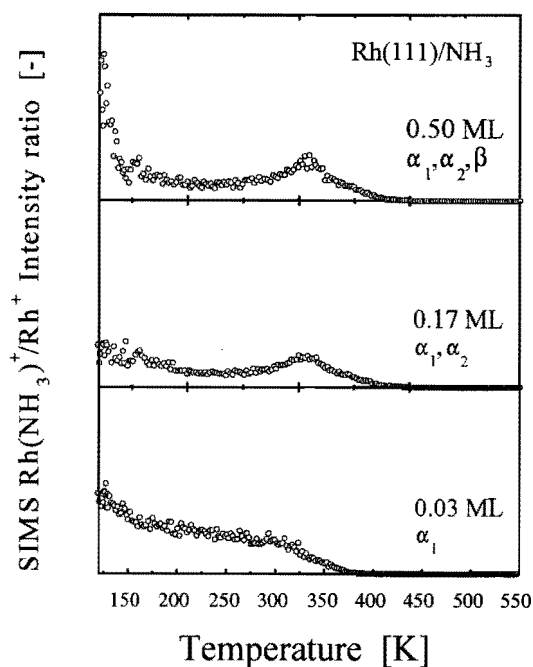 Rh(111)/NH₃
0.50 ML
α₁,α₂,β
0.17 ML
α₁,α₂
0.03 ML
α₁
SIMS Rh(NH₃)⁺/Rh⁺ Intensity ratio [-]
150 200 250 300 350 400 450 500 550
Temperature [K]